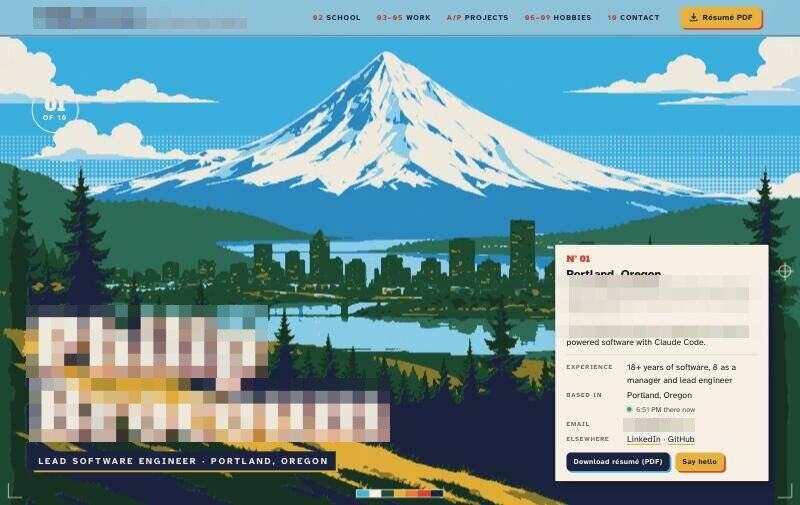 02 SCHOOL
03–05 WORK
A/P PROJECTS
06–09 HOBBIES
10 CONTACT
Résumé PDF
01
OF 10
Nº 01
Portland, Oregon
powered software with Claude Code.
EXPERIENCE 18+ years of software, 8 as a
manager and lead engineer
BASED IN Portland, Oregon
6:51 PM there now
EMAIL
ELSEWHERE LinkedIn · GitHub
Download résumé (PDF)
Say hello
LEAD SOFTWARE ENGINEER · PORTLAND, OREGON